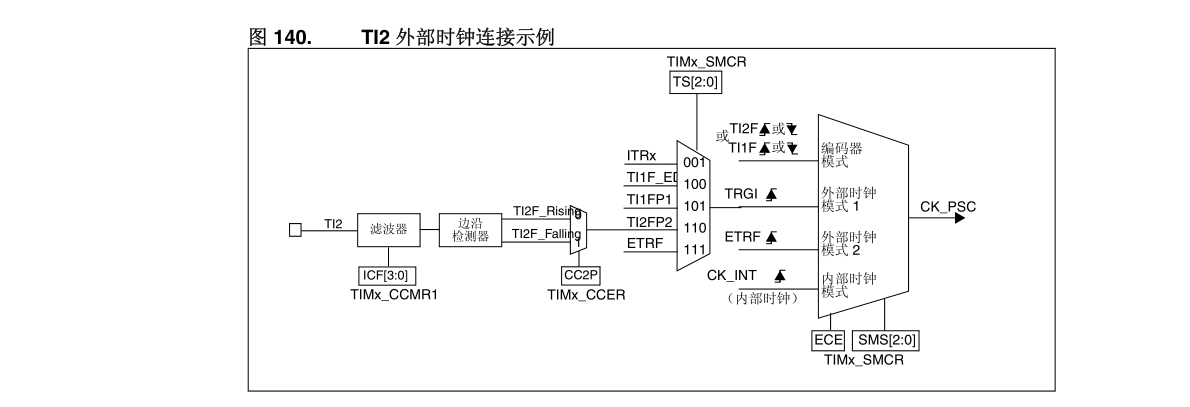 图 140. TI2 外部时钟连接示例
TIMx_SMCR
TS[2:0]
或 TI2F 或
TI1F 或
编码器
模式
ITRx
001
TI1F_ED
100
TI1FP1
101
TRGI
外部时钟
模式 1
CK_PSC
TI2
滤波器
边沿
检测器
TI2F_Rising
0
TI2F_Falling
1
TI2FP2
110
ETRF
111
ETRF
外部时钟
模式 2
ICF[3:0]
TIMx_CCMR1
CC2P
TIMx_CCER
CK_INT
（内部时钟）
内部时钟
模式
ECE
SMS[2:0]
TIMx_SMCR